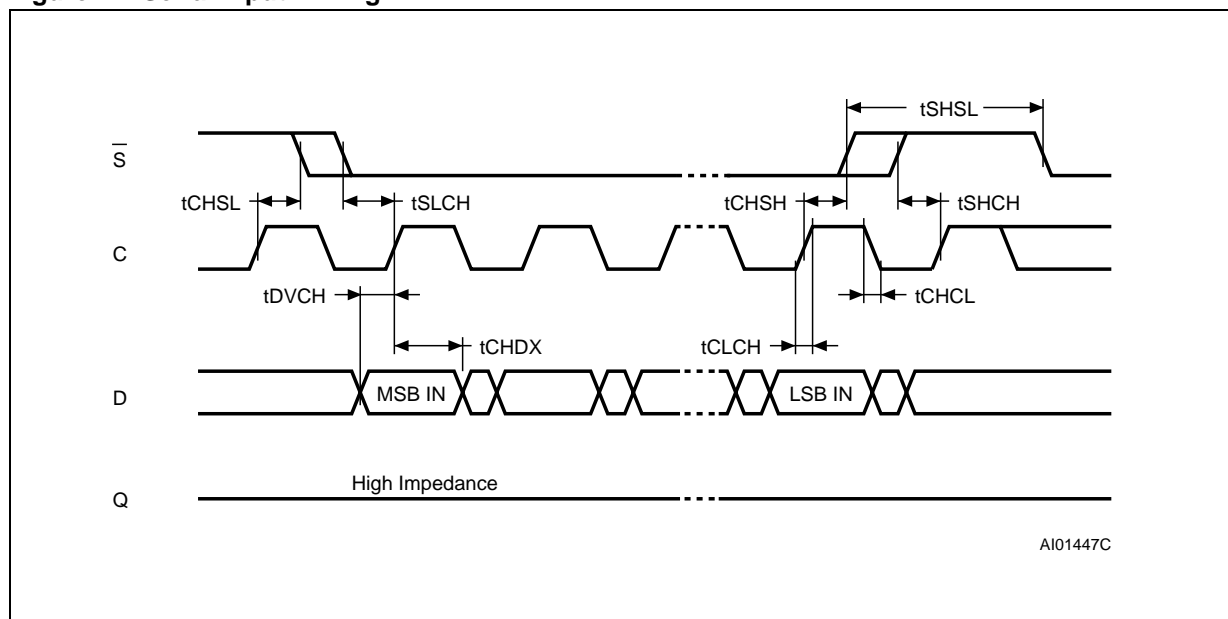 tSHSL
S
tCHSL
tSLCH
tCHSH
tSHCH
C
tDVCH
tCHCL
tCHDX
tCLCH
D
MSB IN
LSB IN
High Impedance
Q
AI01447C